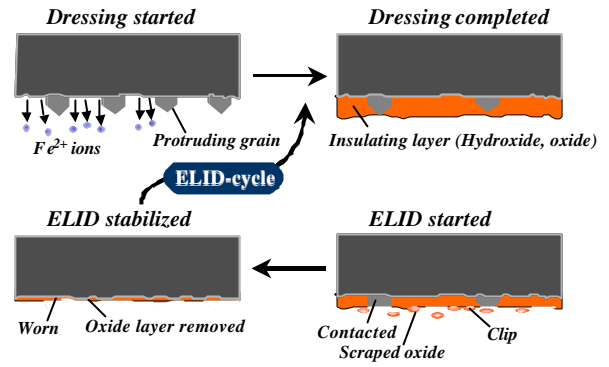 Dressing started
Dressing completed
Fe2+ ions
Protruding grain
Insulating layer (Hydroxide, oxide)
ELID-cycle
ELID stabilized
ELID started
Worn
Oxide layer removed
Contacted
Scraped oxide
Clip